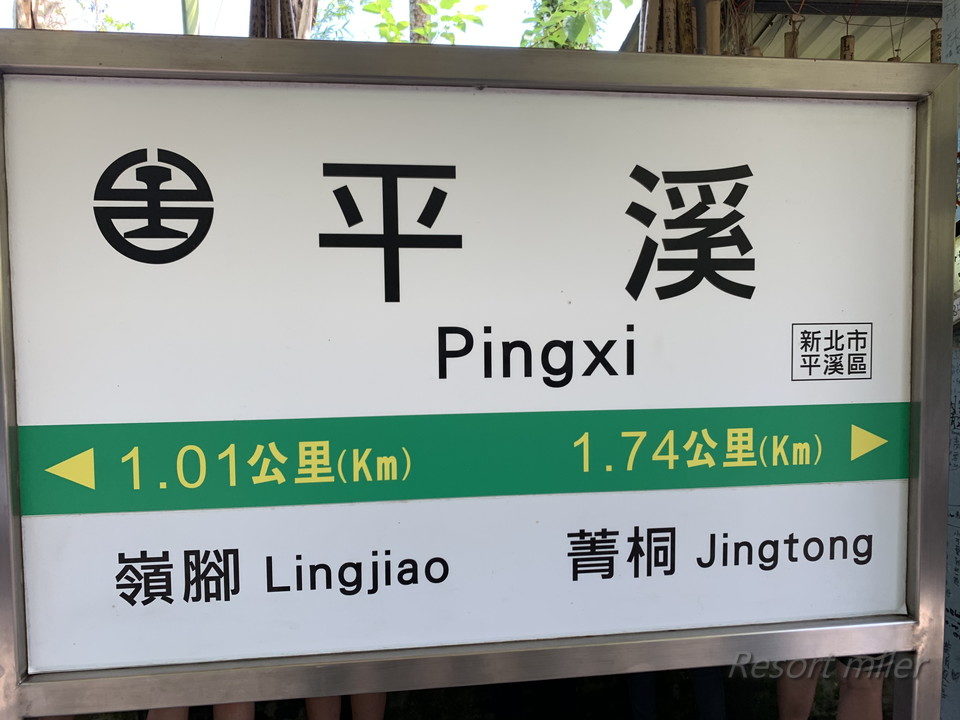 平溪
Pingxi
新北市
平溪區
1.01公里(Km)
1.74公里(Km)
嶺腳 Lingjiao
菁桐 Jingtong
Resort miler